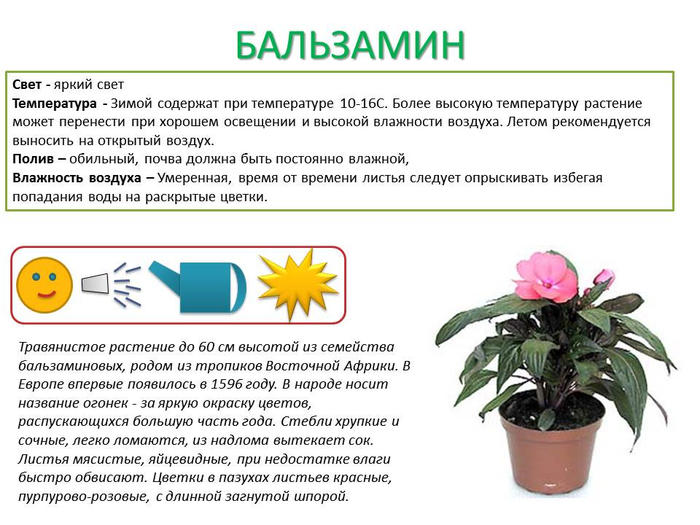 БАЛЬЗАМИН
Свет - яркий свет
Температура - Зимой содержат при температуре 10-16С. Более высокую температуру растение
может перенести при хорошем освещении и высокой влажности воздуха. Летом рекомендуется
выносить на открытый воздух.
Полив – обильный, почва должна быть постоянно влажной,
Влажность воздуха – Умеренная, время от времени листья следует опрыскивать избегая
попадания воды на раскрытые цветки.
Травянистое растение до 60 см высотой из семейства
бальзаминовых, родом из тропиков Восточной Африки. В
Европе впервые появилось в 1596 году. В народе носит
название огонек - за яркую окраску цветов,
распускающихся большую часть года. Стебли хрупкие и
сочные, легко ломаются, из надлома вытекает сок.
Листья мясистые, яйцевидные, при недостатке влаги
быстро обвисают. Цветки в пазухах листьев красные,
пурпурово-розовые, с длинной загнутой шпорой.